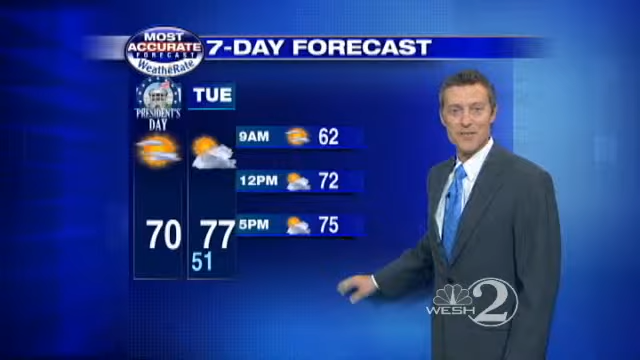 MOST
ACCURATE
FORECAST
WeatheRate
7-DAY FORECAST
PRESIDENT'S
DAY
TUE
9AM 62
12PM 72
5PM 75
70
77
51
WESH 2